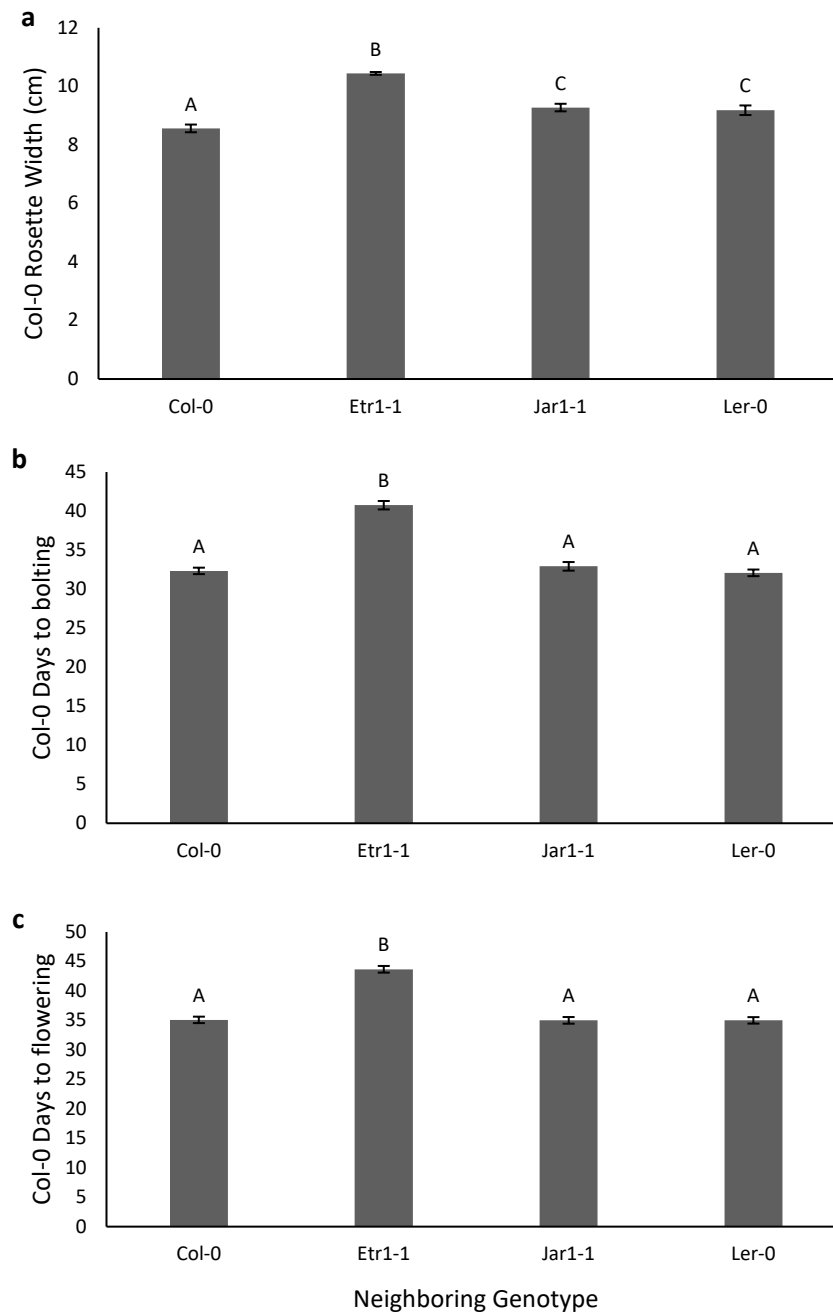 a
Col-0 Rosette Width (cm)
12
10
8
6
4
2
0
A
B
C
C
Col-0 Etr1-1 Jar1-1 Ler-0
b
Col-0 Days to bolting
45
40
35
30
25
20
15
10
5
0
A
B
A
A
Col-0 Etr1-1 Jar1-1 Ler-0
c
Col-0 Days to flowering
50
45
40
35
30
25
20
15
10
5
0
A
B
A
A
Col-0 Etr1-1 Jar1-1 Ler-0
Neighboring Genotype